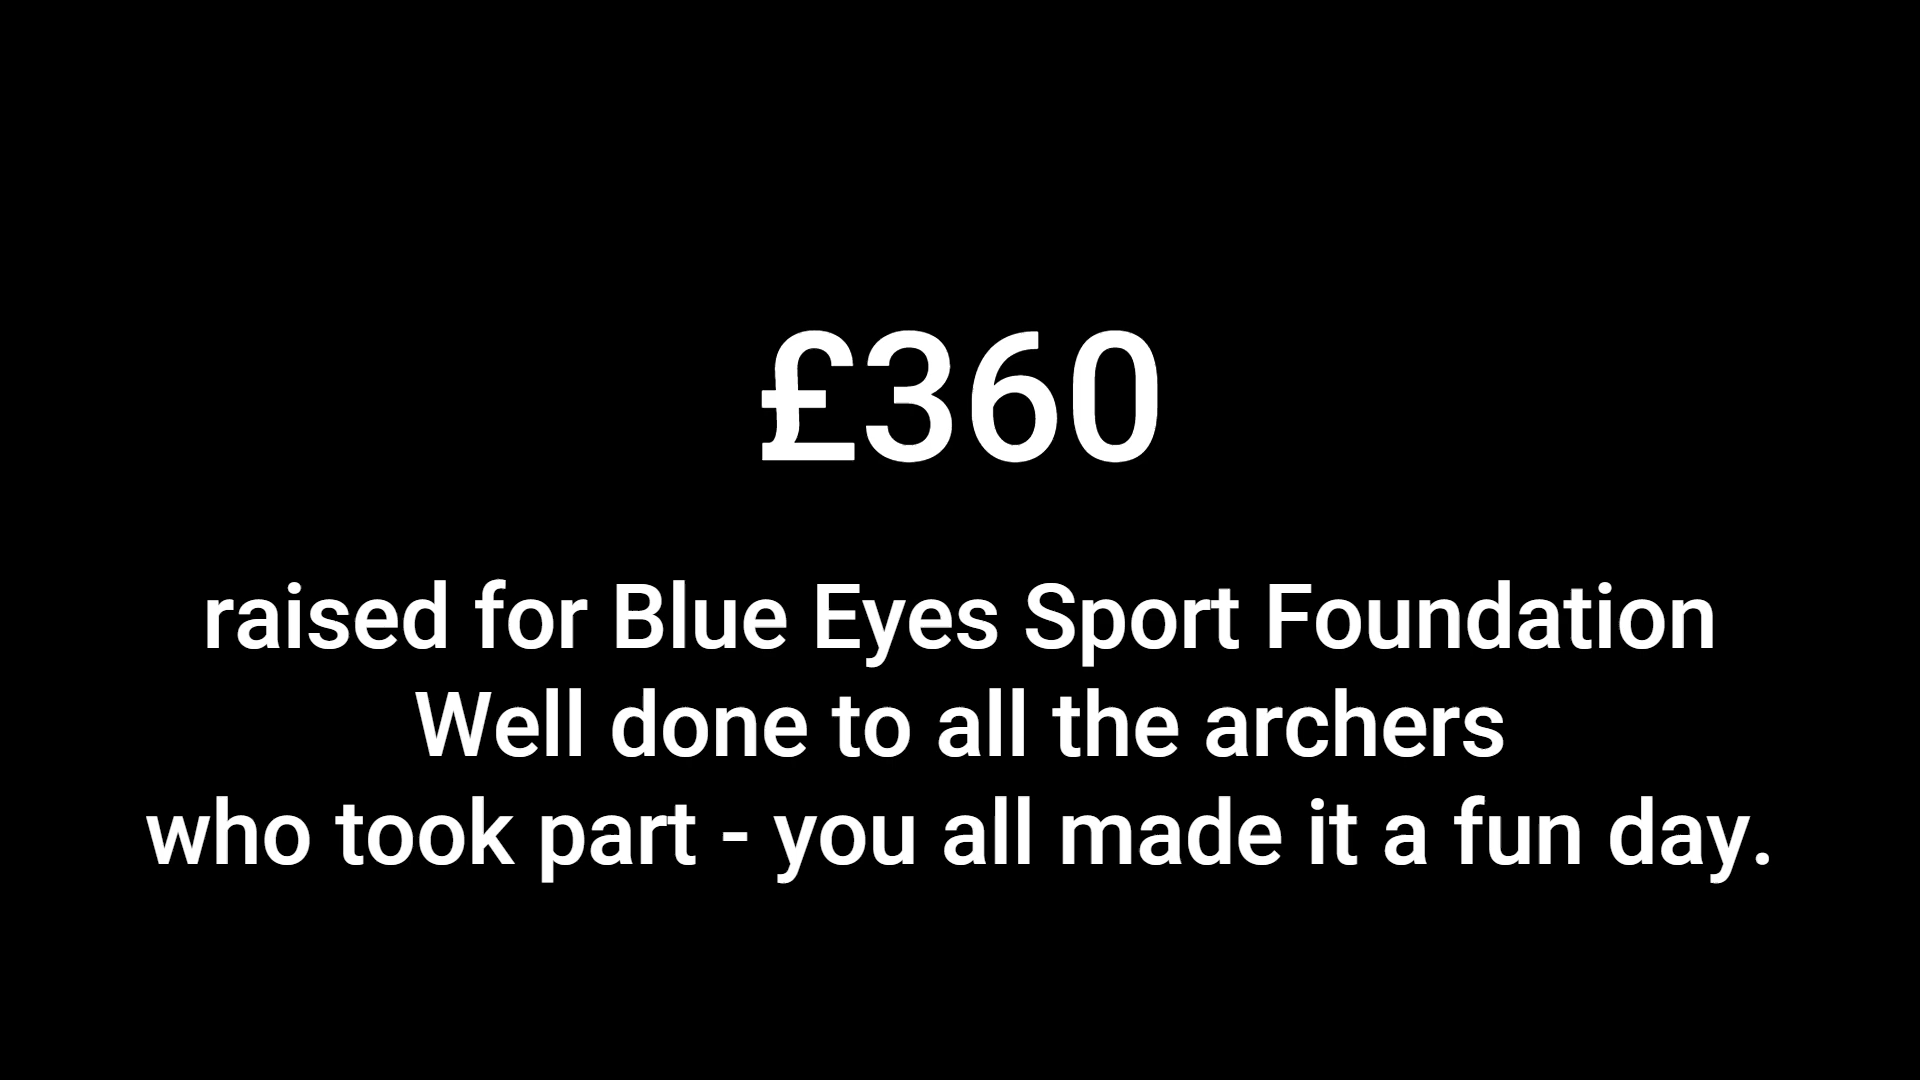 £360
raised for Blue Eyes Sport Foundation
Well done to all the archers
who took part - you all made it a fun day.